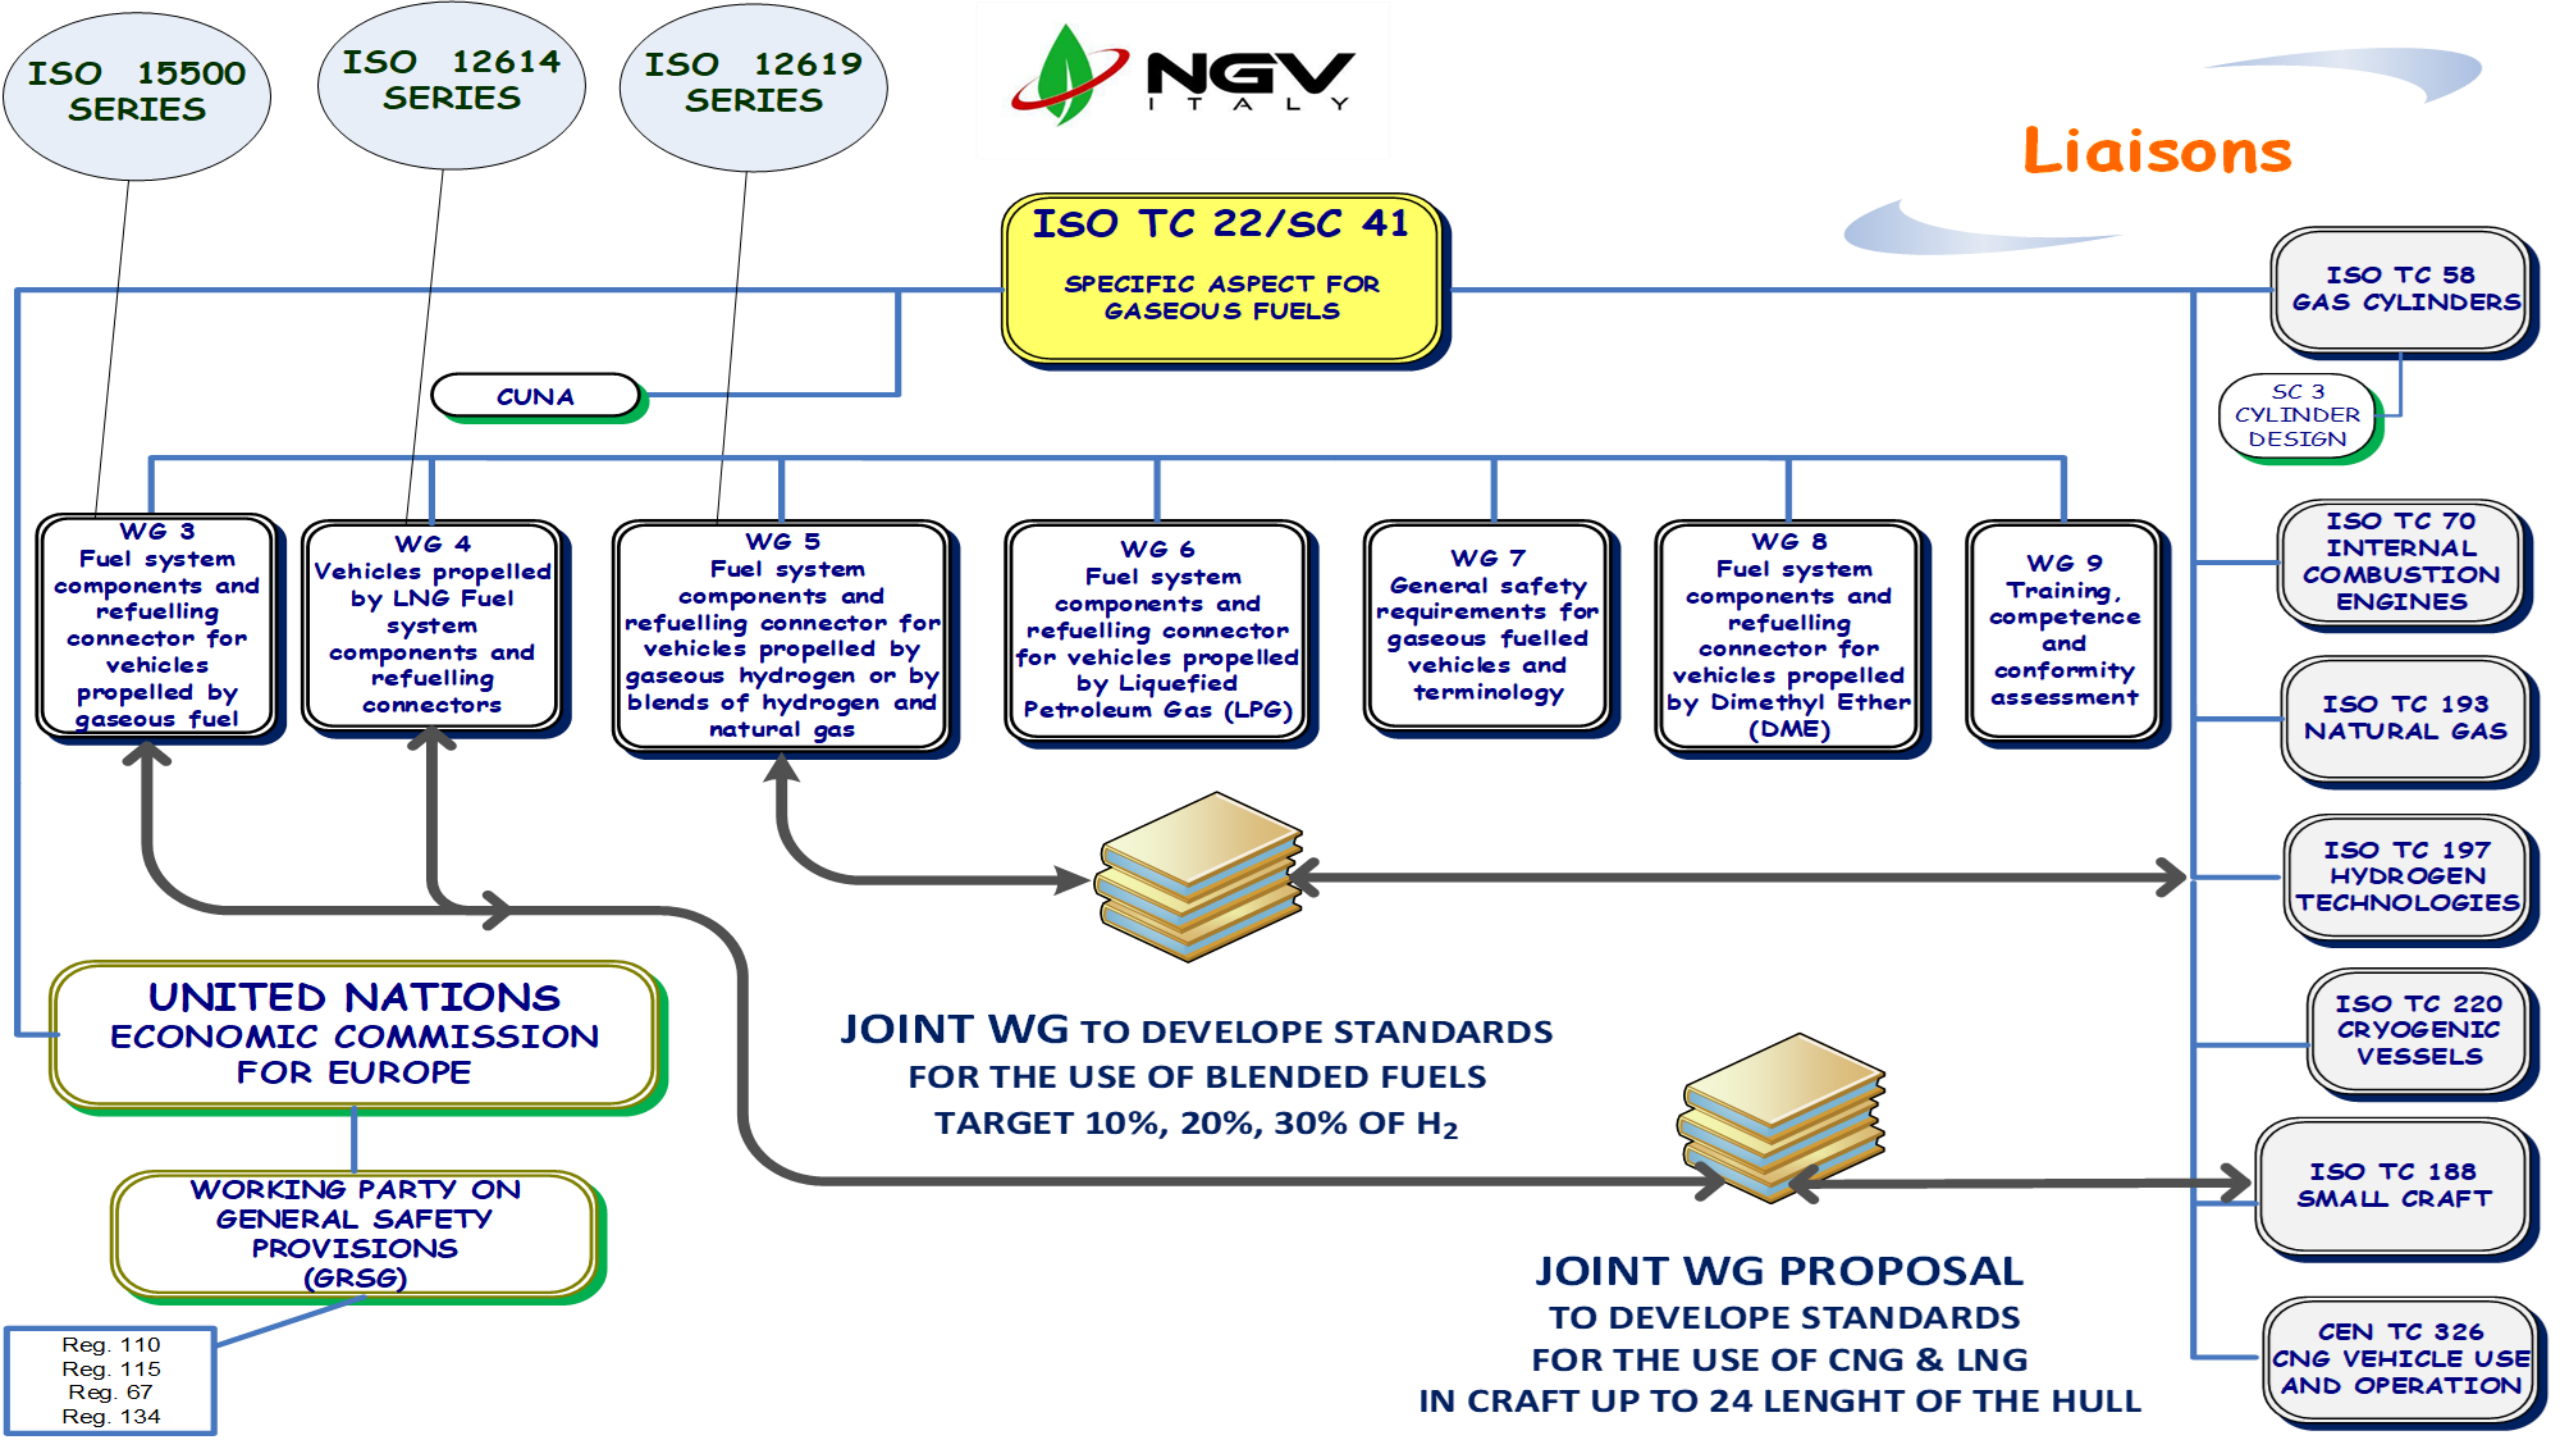 ISO 15500
SERIES
ISO 12614
SERIES
ISO 12619
SERIES
NGV
ITALY
Liaisons
ISO TC 22/SC 41
SPECIFIC ASPECT FOR
GASEOUS FUELS
CUNA
ISO TC 58
GAS CYLINDERS
SC 3
CYLINDER
DESIGN
WG 3
Fuel system
components and
refuelling
connector for
vehicles
propelled by
gaseous fuel
WG 4
Vehicles propelled
by LNG Fuel
system
components and
refuelling
connectors
WG 5
Fuel system
components and
refuelling connector for
vehicles propelled by
gaseous hydrogen or by
blends of hydrogen and
natural gas
WG 6
Fuel system
components and
refuelling connector
for vehicles propelled
by Liquefied
Petroleum Gas (LPG)
WG 7
General safety
requirements for
gaseous fuelled
vehicles and
terminology
WG 8
Fuel system
components and
refuelling
connector for
vehicles propelled
by Dimethyl Ether
(DME)
WG 9
Training,
competence
and
conformity
assessment
ISO TC 70
INTERNAL
COMBUSTION
ENGINES
ISO TC 193
NATURAL GAS
ISO TC 197
HYDROGEN
TECHNOLOGIES
ISO TC 220
CRYOGENIC
VESSELS
ISO TC 188
SMALL CRAFT
CEN TC 326
CNG VEHICLE USE
AND OPERATION
UNITED NATIONS
ECONOMIC COMMISSION
FOR EUROPE
WORKING PARTY ON
GENERAL SAFETY
PROVISIONS
(GRSG)
Reg. 110
Reg. 115
Reg. 67
Reg. 134
JOINT WG TO DEVELOPE STANDARDS
FOR THE USE OF BLENDED FUELS
TARGET 10%, 20%, 30% OF H₂
JOINT WG PROPOSAL
TO DEVELOPE STANDARDS
FOR THE USE OF CNG & LNG
IN CRAFT UP TO 24 LENGHT OF THE HULL